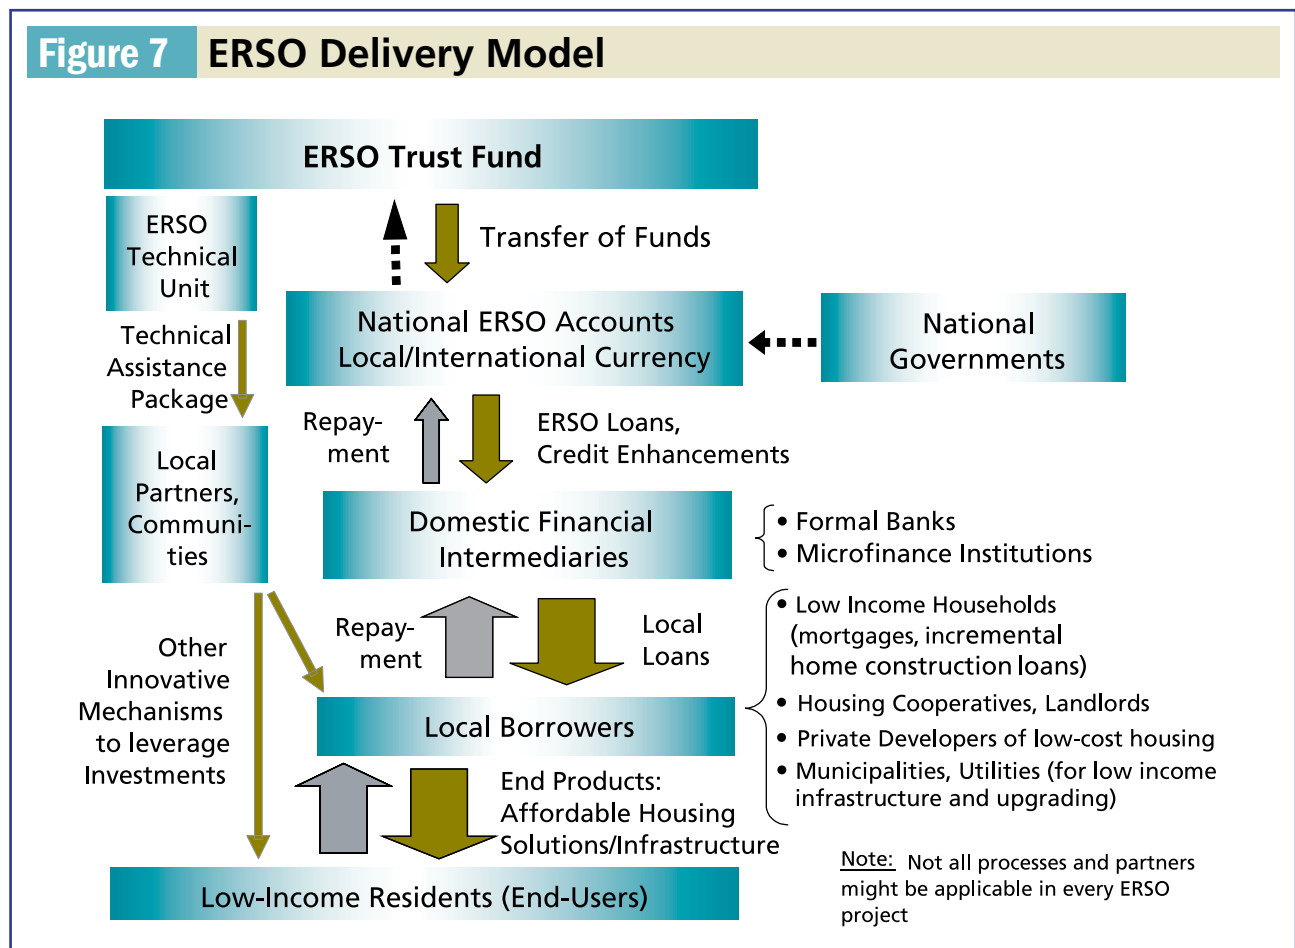 Figure 7 ERSO Delivery Model
ERSO Trust Fund
ERSO
Technical
Unit
Transfer of Funds
National ERSO Accounts
Local/International Currency
National
Governments
Technical
Assistance
Package
Repay-
ment
ERSO Loans,
Credit Enhancements
Local
Partners,
Communi-
ties
Domestic Financial
Intermediaries
• Formal Banks
• Microfinance Institutions
Other
Innovative
Mechanisms
to leverage
Investments
Repay-
ment
Local
Loans
• Low Income Households
(mortgages, incremental
home construction loans)
• Housing Cooperatives, Landlords
• Private Developers of low-cost housing
• Municipalities, Utilities (for low income
infrastructure and upgrading)
Local Borrowers
End Products:
Affordable Housing
Solutions/Infrastructure
Low-Income Residents (End-Users)
Note: Not all processes and partners
might be applicable in every ERSO
project